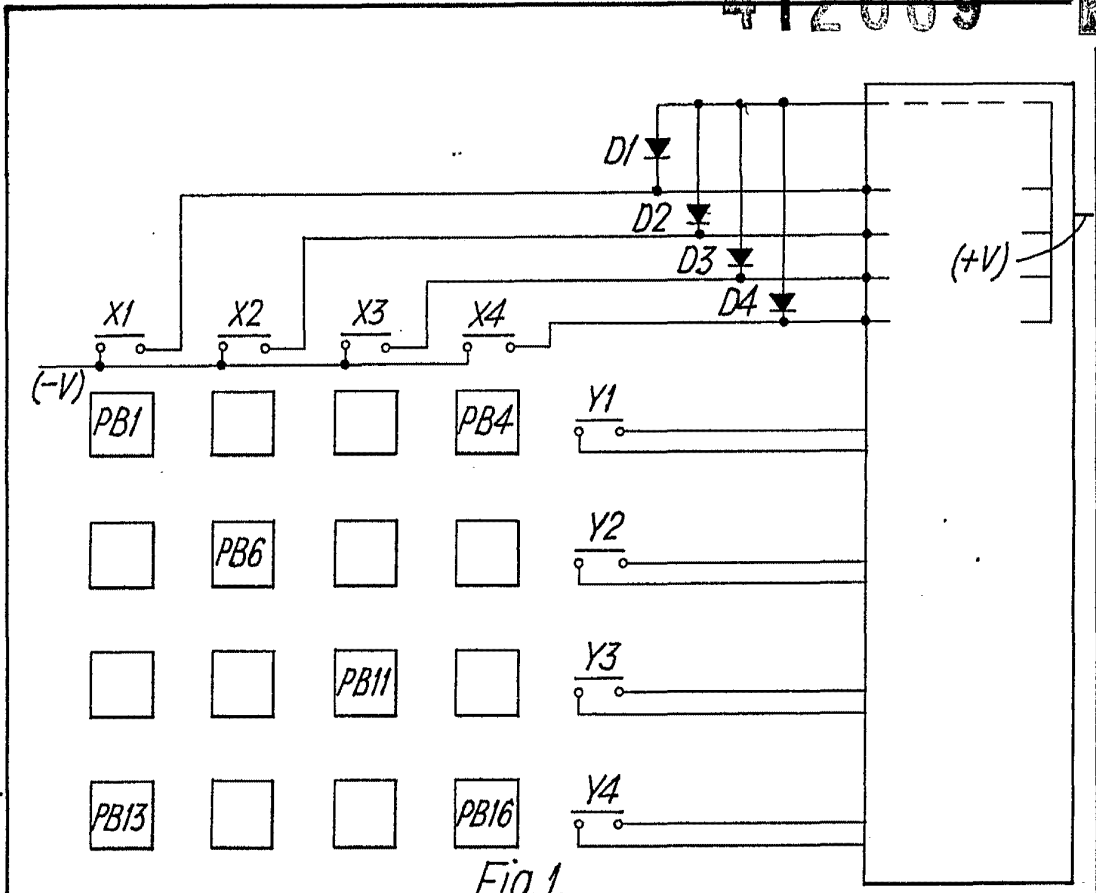 412009
D1
D2
D3
(+V)
D4
X1 X2 X3 X4
(-V)
PB1 PB4 Y1
PB6 Y2
PB11 Y3
PB13 PB16 Y4
Fig 1